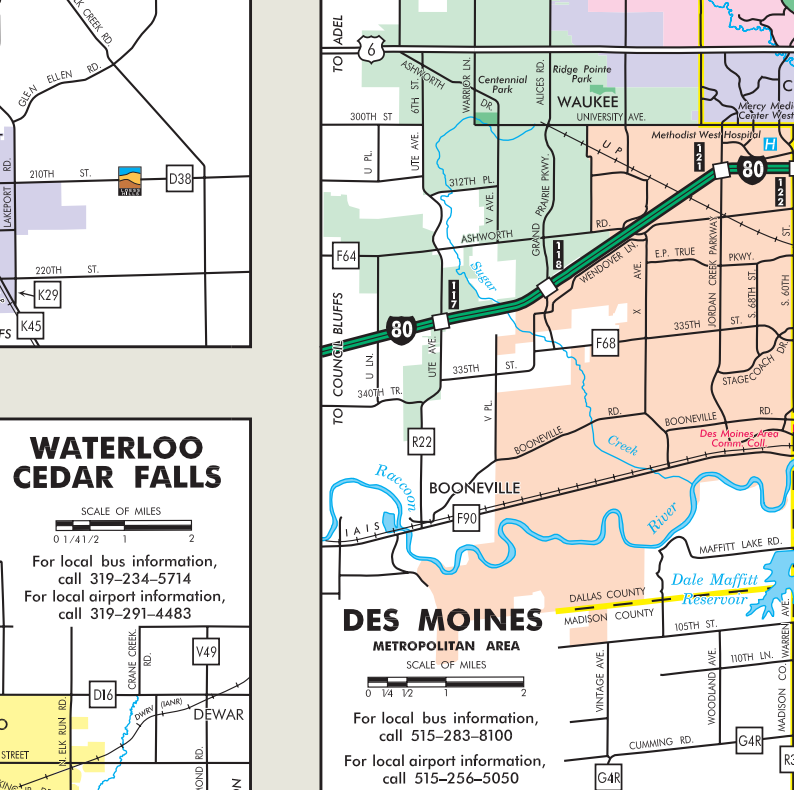 CREEK RD.
GLEN ELLEN RD.
LAKEPORT RD.
210TH ST.
D38
220TH ST.
K29
K45
FS
WATERLOO
CEDAR FALLS
SCALE OF MILES
0 1/4 1/2 1 2
For local bus information,
call 319–234–5714
For local airport information,
call 319–291–4483
CRANE CREEK RD.
V49
D16
DWRV (IANR)
DEWAR
N. ELK RUN RD.
STREET
OND RD.
TO ADEL
6
ASHWORTH
DR.
6TH ST.
WARRIOR LN.
Centennial
Park
ALICES RD.
Ridge Pointe
Park
WAUKEE
UNIVERSITY AVE.
300TH ST
Mercy Medi
Center West
Methodist West Hospital
H
U P
121
80
122
U PL.
UTE AVE.
312TH PL.
V AVE.
GRAND PRAIRIE PKWY.
ASHWORTH RD.
F64
118
WENDOVER LN.
E.P. TRUE PKWY.
JORDAN CREEK PARKWAY
S. 68TH ST.
S. 60TH
ST.
Sugar
117
80
X AVE.
335TH ST.
F68
TO COUNCIL BLUFFS
U LN.
UTE AVE.
335TH ST.
340TH TR.
STAGECOACH DR.
R22
V PL.
BOONEVILLE RD.
BOONEVILLE RD.
Des Moines Area
Comm. Coll.
Creek
Raccoon
BOONEVILLE
F90
IAIS
River
MAFFITT LAKE RD.
Dale Maffitt
Reservoir
DALLAS COUNTY
MADISON COUNTY
DES MOINES
METROPOLITAN AREA
SCALE OF MILES
0 1/4 1/2 1 2
For local bus information,
call 515–283–8100
For local airport information,
call 515–256–5050
105TH ST.
110TH LN.
VINTAGE AVE.
WOODLAND AVE.
MADISON CO.
WARREN
CUMMING RD.
G4R
G4R
R3